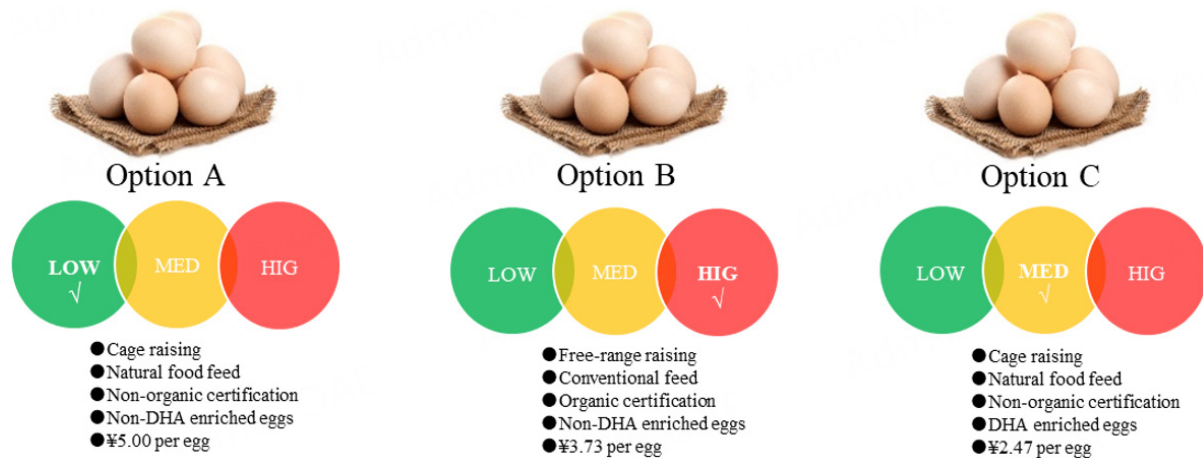 Option A
LOW √
MED
HIG
●Cage raising
●Natural food feed
●Non-organic certification
●Non-DHA enriched eggs
●¥5.00 per egg
Option B
LOW
MED
HIG √
●Free-range raising
●Conventional feed
●Organic certification
●Non-DHA enriched eggs
●¥3.73 per egg
Option C
LOW
MED √
HIG
●Cage raising
●Natural food feed
●Non-organic certification
●DHA enriched eggs
●¥2.47 per egg